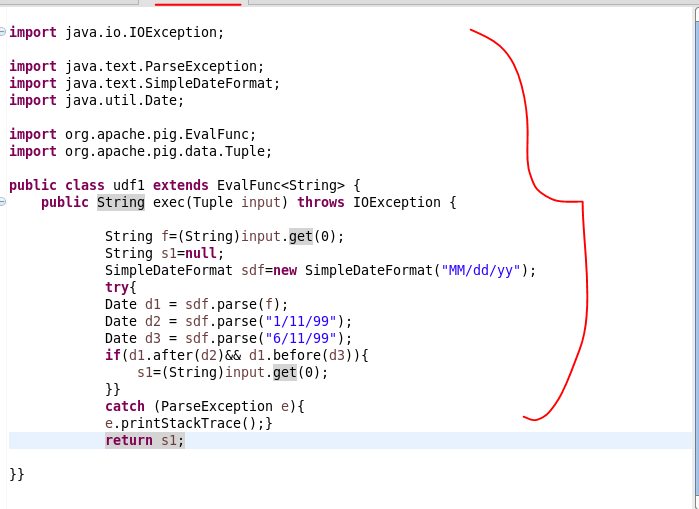 import java.io.IOException;
import java.text.ParseException;
import java.text.SimpleDateFormat;
import java.util.Date;
import org.apache.pig.EvalFunc;
import org.apache.pig.data.Tuple;
public class udf1 extends EvalFunc<String> {
public String exec(Tuple input) throws IOException {
String f=(String)input.get(0);
String s1=null;
SimpleDateFormat sdf=new SimpleDateFormat("MM/dd/yy");
try{
Date d1 = sdf.parse(f);
Date d2 = sdf.parse("1/11/99");
Date d3 = sdf.parse("6/11/99");
if(d1.after(d2)&& d1.before(d3)){
s1=(String)input.get(0);
}}
catch (ParseException e){
e.printStackTrace();}
return s1;
}}